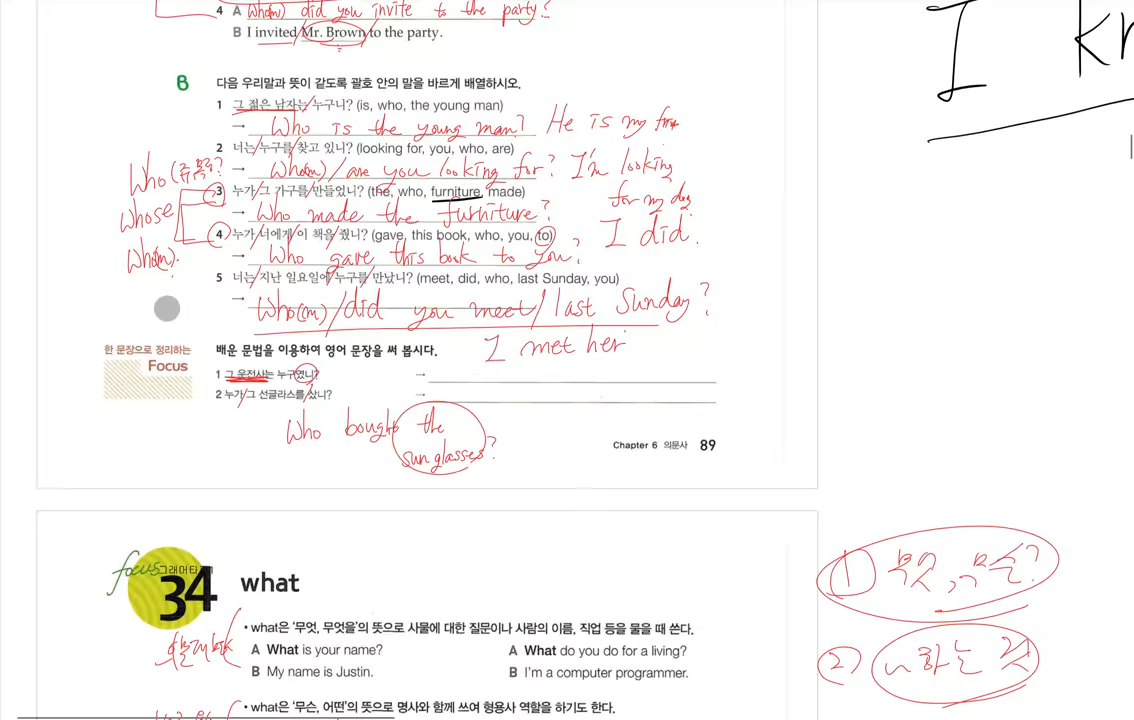 4 A Who(m) did you invite to the party?
B I invited Mr. Brown to the party.
I kn
B 다음 우리말과 뜻이 같도록 괄호 안의 말을 바르게 배열하시오.
1 그 젊은 남자는 누구니? (is, who, the young man)
→ Who is the young man? He is my
2 너는 누구를 찾고 있니? (looking for, you, who, are)
→ Who(m) are you looking for? I'm looking for my dog
Who
3 누가 그 가구를 만들었니? (the, who, furniture, made)
→ Who made the furniture?
whose
4 누가 너에게 이 책을 줬니? (gave, this book, who, you, to)
I did.
→ Who gave this book to you?
Who(m).
5 너는 지난 일요일에 누구를 만났니? (meet, did, who, last Sunday, you)
→ Who(m) did you meet last Sunday?
I met her
한 문장으로 정리하는
Focus
배운 문법을 이용하여 영어 문장을 써 봅시다.
1 그 운전사는 누구였니? →
2 누가 그 선글라스를 샀니? →
Who bought the sunglasses?
Chapter 6 의문사 89
focus 그래머타
34 what
• what은 '무엇, 무엇을'의 뜻으로 사물에 대한 질문이나 사람의 이름, 직업 등을 물을 때 쓴다.
A What is your name?
B My name is Justin.
A What do you do for a living?
B I'm a computer programmer.
• what은 '무슨, 어떤'의 뜻으로 명사와 함께 쓰여 형용사 역할을 하기도 한다.
① 무엇, 무슨?
② ~하는 것